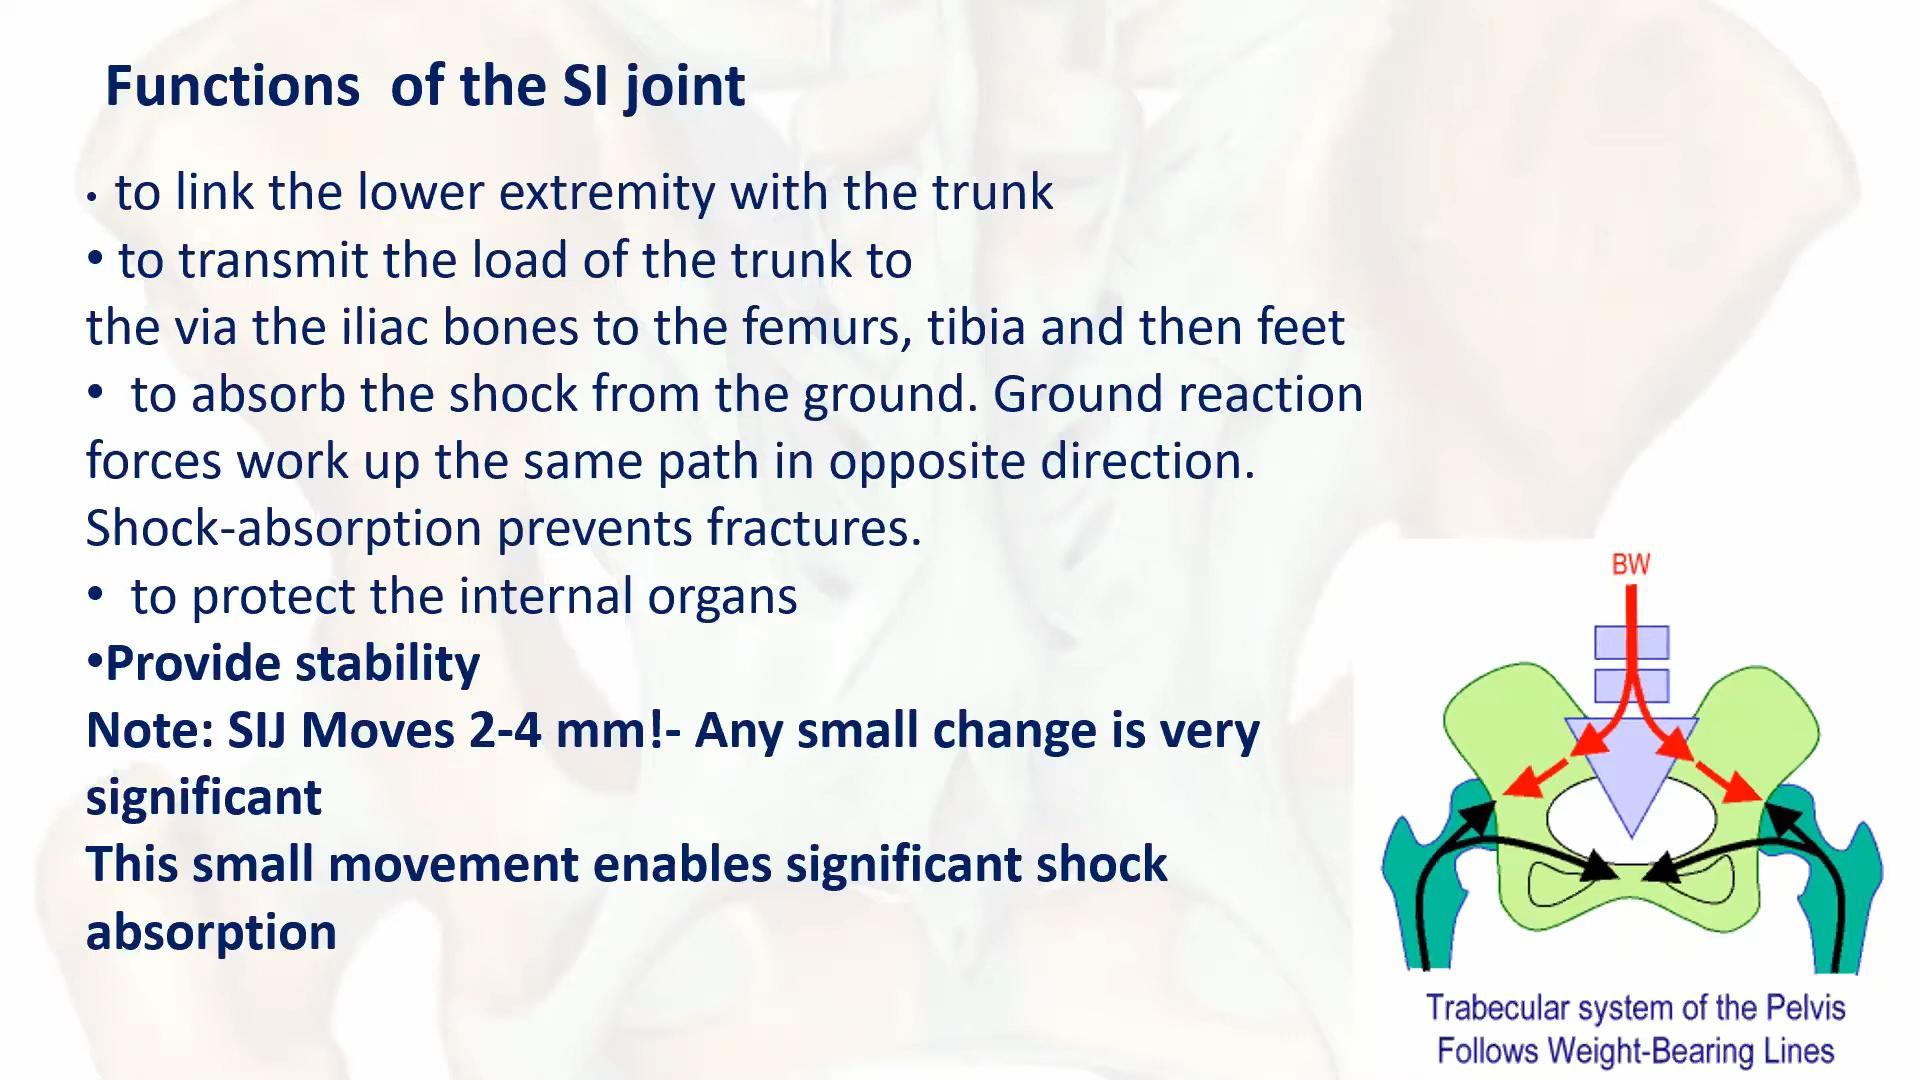 Functions of the SI joint
• to link the lower extremity with the trunk
• to transmit the load of the trunk to
the via the iliac bones to the femurs, tibia and then feet
• to absorb the shock from the ground. Ground reaction
forces work up the same path in opposite direction.
Shock-absorption prevents fractures.
• to protect the internal organs
•Provide stability
Note: SIJ Moves 2-4 mm!- Any small change is very
significant
This small movement enables significant shock
absorption
BW
Trabecular system of the Pelvis
Follows Weight-Bearing Lines